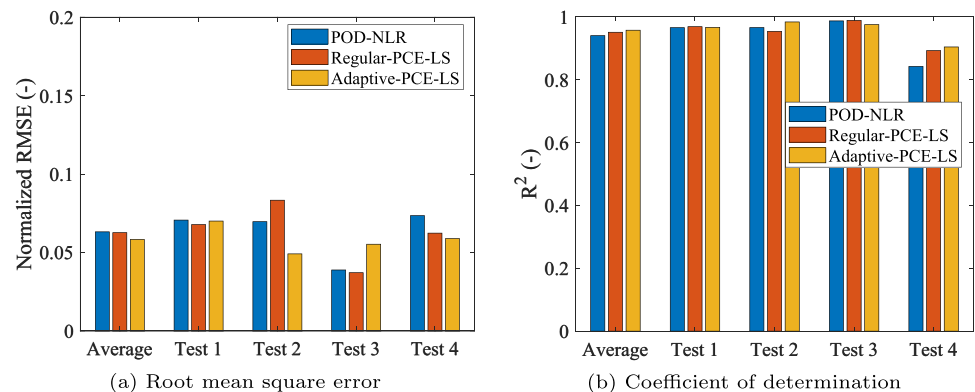 0.2
0.15
0.1
0.05
0
Normalized RMSE (-)
POD-NLR
Regular-PCE-LS
Adaptive-PCE-LS
Average Test 1 Test 2 Test 3 Test 4
(a) Root mean square error
1
0.8
0.6
0.4
0.2
0
R² (-)
POD-NLR
Regular-PCE-LS
Adaptive-PCE-LS
Average Test 1 Test 2 Test 3 Test 4
(b) Coefficient of determination